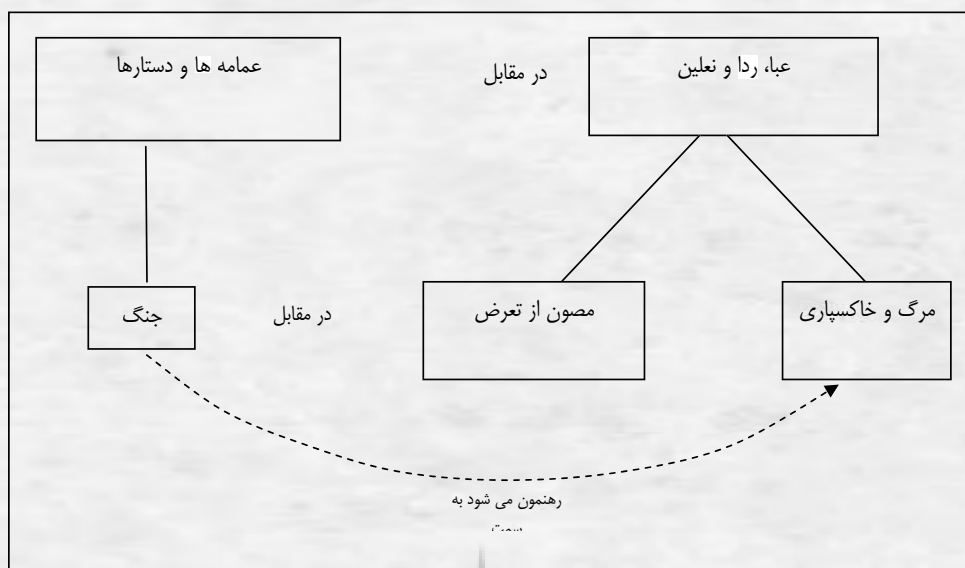 عبا، ردا و نعلین
در مقابل
عمامه ها و دستارها
مرگ و خاکسپاری
مصون از تعرض
در مقابل
جنگ
رهنمون می شود به